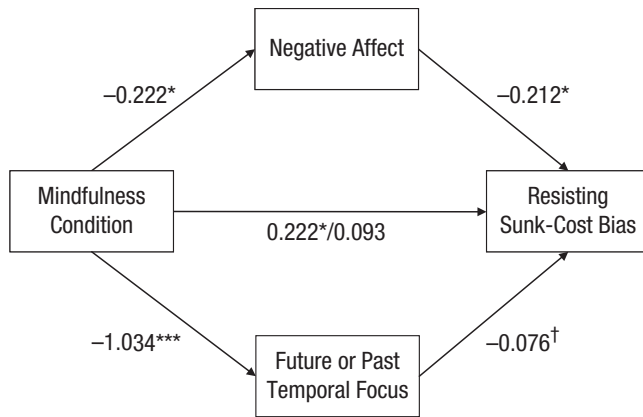 Negative Affect
–0.222*
–0.212*
Mindfulness
Condition
Resisting
Sunk-Cost Bias
0.222*/0.093
–1.034***
–0.076†
Future or Past
Temporal Focus